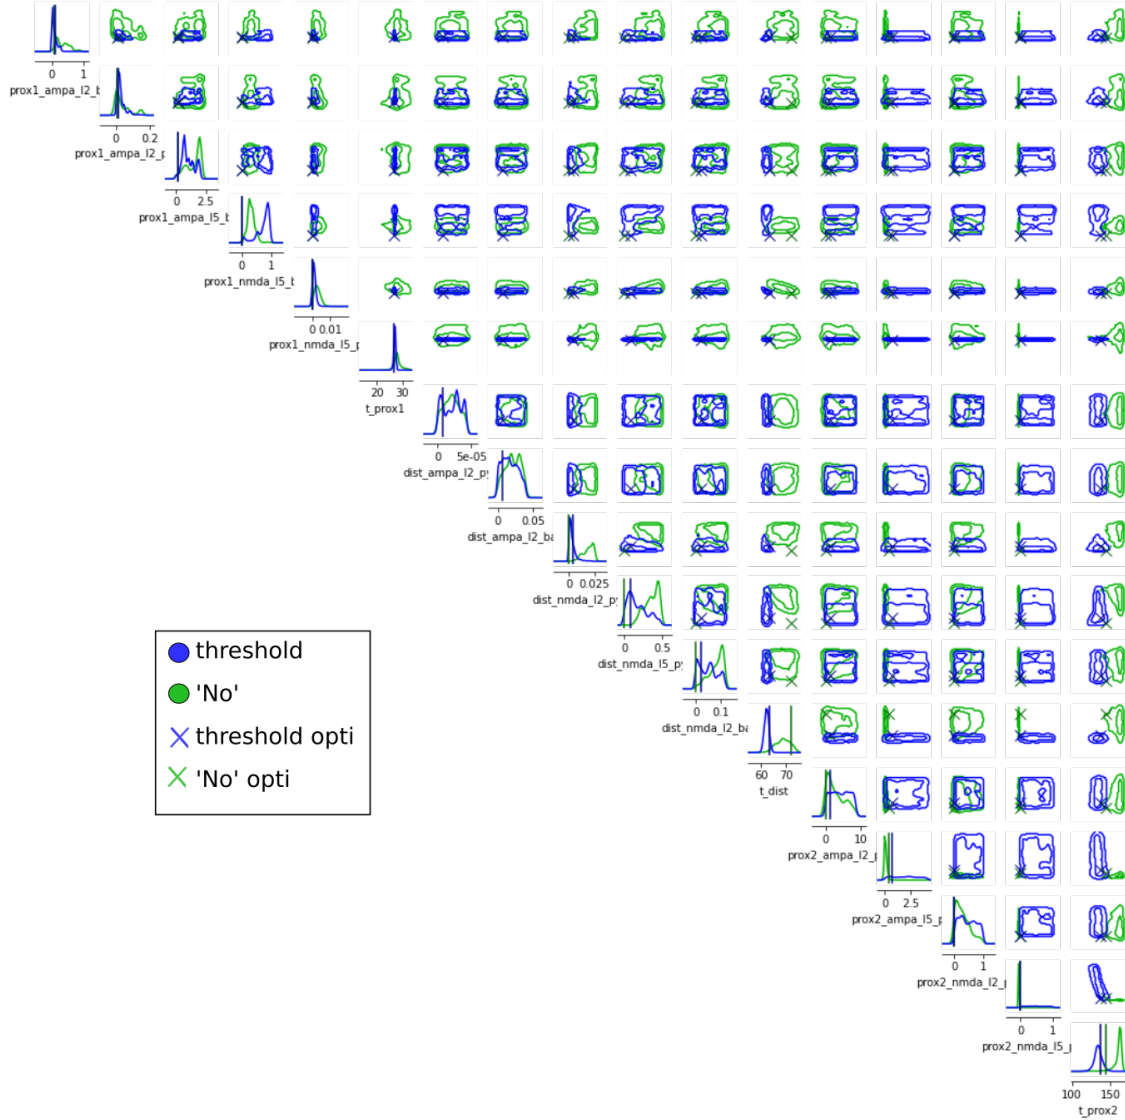 0 1
prox1_ampa_l2_b
0 0.2
prox1_ampa_l2_p
0 2.5
prox1_ampa_l5_b
0 1
prox1_nmda_l5_b
0 0.01
prox1_nmda_l5_p
20 30
t_prox1
0 5e-05
dist_ampa_l2_py
0 0.05
dist_ampa_l2_ba
0 0.025
dist_nmda_l2_py
0 0.5
dist_nmda_l5_py
0 0.1
dist_nmda_l2_ba
60 70
t_dist
0 10
prox2_ampa_l2_p
0 2.5
prox2_ampa_l5_p
0 1
prox2_nmda_l2_p
0 1
prox2_nmda_l5_p
100 150
t_prox2
threshold
'No'
threshold opti
'No' opti